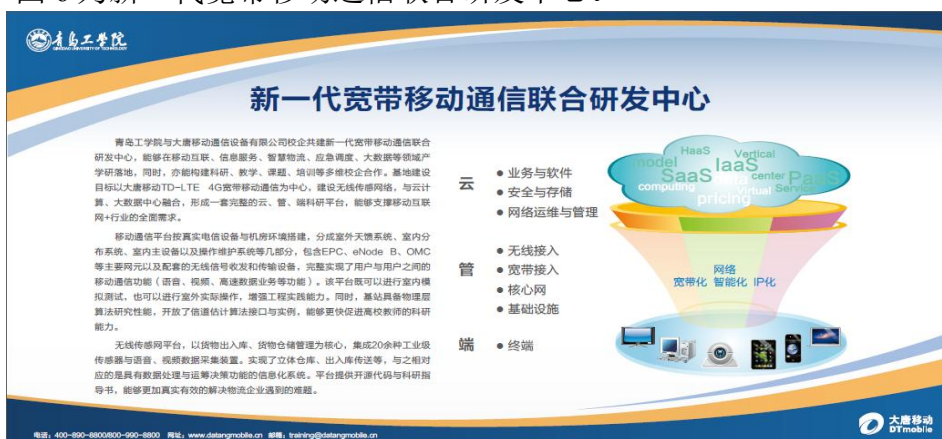 为新一代宽带移动通信联合研发中心。
青岛工学院
QINGDAO UNIVERSITY OF TECHNOLOGY
新一代宽带移动通信联合研发中心
青岛工学院与大唐移动通信设备有限公司校企共建新一代宽带移动通信联合
研发中心，能够在移动互联、信息服务、智慧物流、应急调度、大数据等领域产
学研落地，同时，亦能构建科研、教学、课题、培训等多维校企合作。基地建设
目标以大唐移动TD-LTE 4G宽带移动通信为中心，建设无线传感网络，与云计
算、大数据中心融合，形成一套完整的云、管、端科研平台，能够支撑移动互联
网+行业的全面需求。
移动通信平台按真实电信设备与机房环境搭建，分成室外天馈系统、室内分
布系统、室内主设备以及操作维护系统等几部分，包含EPC、eNode B、OMC
等主要网元以及配套的无线信号收发和传输设备，完整实现了用户与用户之间的
移动通信功能（语音、视频、高速数据业务等功能）。该平台既可以进行室内模
拟测试，也可以进行室外实际操作，增强工程实践能力。同时，基站具备物理层
算法研究性能，开放了信道估计算法接口与实例，能够更快促进高校教师的科研
能力。
无线传感网平台，以货物出入库、货物仓储管理为核心，集成20余种工业级
传感器与语音、视频数据采集装置。实现了立体仓库、出入库传送等，与之相对
应的是具有数据处理与运筹决策功能的信息化系统。平台提供开源代码与科研指
导书，能够更加真实有效的解决物流企业遇到的难题。
云
● 业务与软件
● 安全与存储
● 网络运维与管理
管
● 无线接入
● 宽带接入
● 核心网
● 基础设施
端
● 终端
HaaS
Vertical
model
IaaS
SaaS
center
PaaS
computing
Virtual
Service
pricing
网络
宽带化 智能化 IP化
电话：400-890-8800/800-990-8800 网址：www.datangmobile.cn 邮箱：training@datangmobile.cn
大唐移动
DTmobile